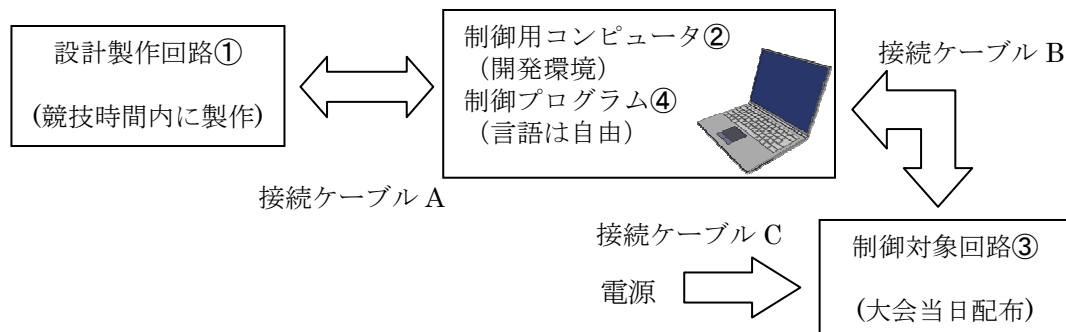 設計製作回路①
(競技時間内に製作)
制御用コンピュータ②
（開発環境）
制御プログラム④
（言語は自由）
接続ケーブル B
接続ケーブル A
接続ケーブル C
電源
制御対象回路③
(大会当日配布)